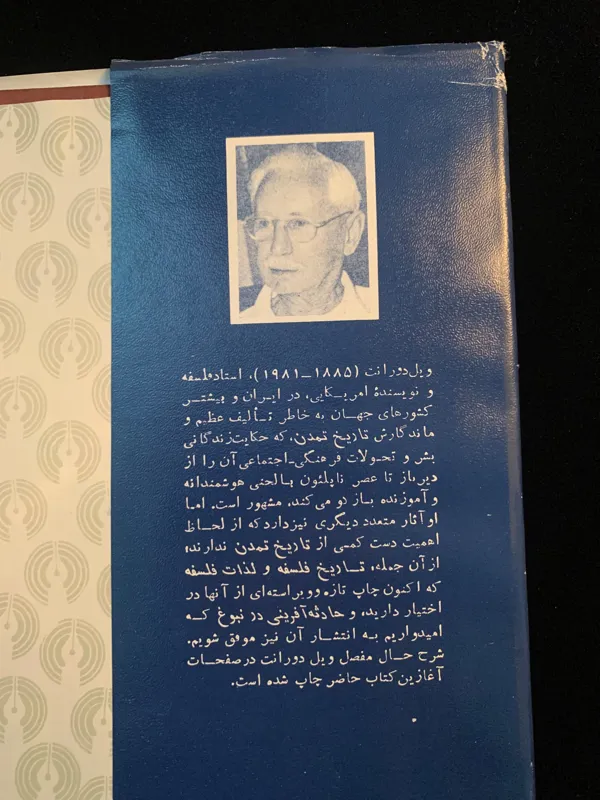 ویل دورانت (۱۸۸۵–۱۹۸۱)، استاد فلسفه
و نویسندهٔ امریکایی، در ایران و بیشتر
کشورهای جهان به خاطر تألیف عظیم و
ماندگارش تاریخ تمدن، که حکایت زندگانی
بشر و تحولات فرهنگی-اجتماعی آن را از
دیرباز تا عصر ناپلئون با لحنی هوشمندانه
و آموزنده باز گو می‌کند، مشهور است. اما
او آثار متعدد دیگری نیز دارد که از لحاظ
اهمیت دست کمی از تاریخ تمدن ندارند؛
از آن جمله، تاریخ فلسفه و لذات فلسفه
که اکنون چاپ تازه و ویراسته‌ای از آنها در
اختیار دارید، و حادثه‌آفرینی در نبوغ که
امیدواریم به انتشار آن نیز موفق شویم.
شرح حال مفصل ویل دورانت در صفحات
آغازین کتاب حاضر چاپ شده است.